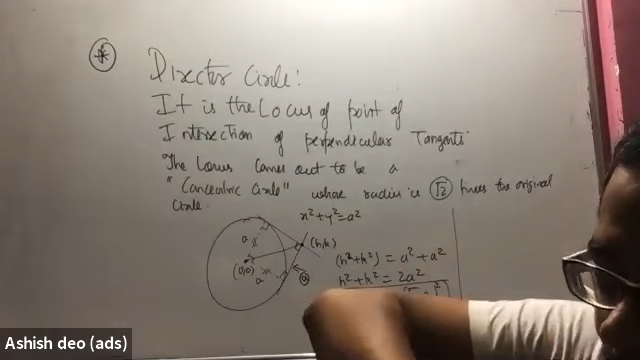 Director Circle:
It is the Locus of point of
Intersection of perpendicular Tangents
The Locus Comes out to be a
"Concentric Circle" whose radius is √2 times the original
Circle.
x²+y²=a²
a
(h,k)
(0,0)
a
(h²+k²) = a²+a²
h²+k² = 2a²
Ashish deo (ads)